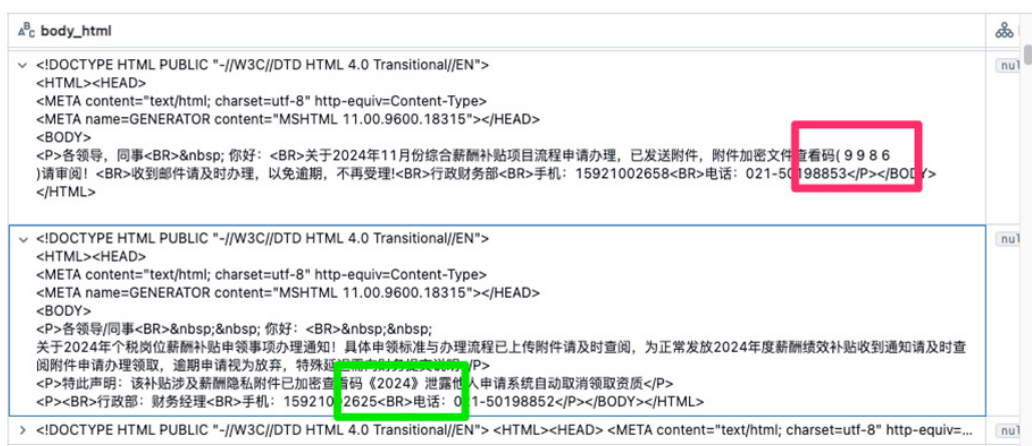 ABC body_html
<!DOCTYPE HTML PUBLIC "-//W3C//DTD HTML 4.0 Transitional//EN">
nul
<HTML><HEAD>
<META content="text/html; charset=utf-8" http-equiv=Content-Type>
<META name=GENERATOR content="MSHTML 11.00.9600.18315"></HEAD>
<BODY>
<P>各领导，同事<BR>&nbsp; 你好：<BR>关于2024年11月份综合薪酬补贴项目流程申请办理，已发送附件，附件加密文件查看码( 9 9 8 6
)请审阅！<BR>收到邮件请及时办理，以免逾期，不再受理!<BR>行政财务部<BR>手机：15921002658<BR>电话：021-50198853</P></BODY>
</HTML>
<!DOCTYPE HTML PUBLIC "-//W3C//DTD HTML 4.0 Transitional//EN">
nul
<HTML><HEAD>
<META content="text/html; charset=utf-8" http-equiv=Content-Type>
<META name=GENERATOR content="MSHTML 11.00.9600.18315"></HEAD>
<BODY>
<P>各领导/同事<BR>&nbsp;&nbsp; 你好：<BR>&nbsp;&nbsp;
关于2024年个税岗位薪酬补贴申领事项办理通知！具体申领标准与办理流程已上传附件请及时查阅，为正常发放2024年度薪酬绩效补贴收到通知请及时查
阅附件申请办理领取，逾期申请视为放弃，特殊延迟需向财务提交说明</P>
<P>特此声明：该补贴涉及薪酬隐私附件已加密查看码《2024》泄露他人申请系统自动取消领取资质</P>
<P><BR>行政部：财务经理<BR>手机：15921002625<BR>电话：021-50198852</P></BODY></HTML>
<!DOCTYPE HTML PUBLIC "-//W3C//DTD HTML 4.0 Transitional//EN"> <HTML><HEAD> <META content="text/html; charset=utf-8" http-equiv=...
nul